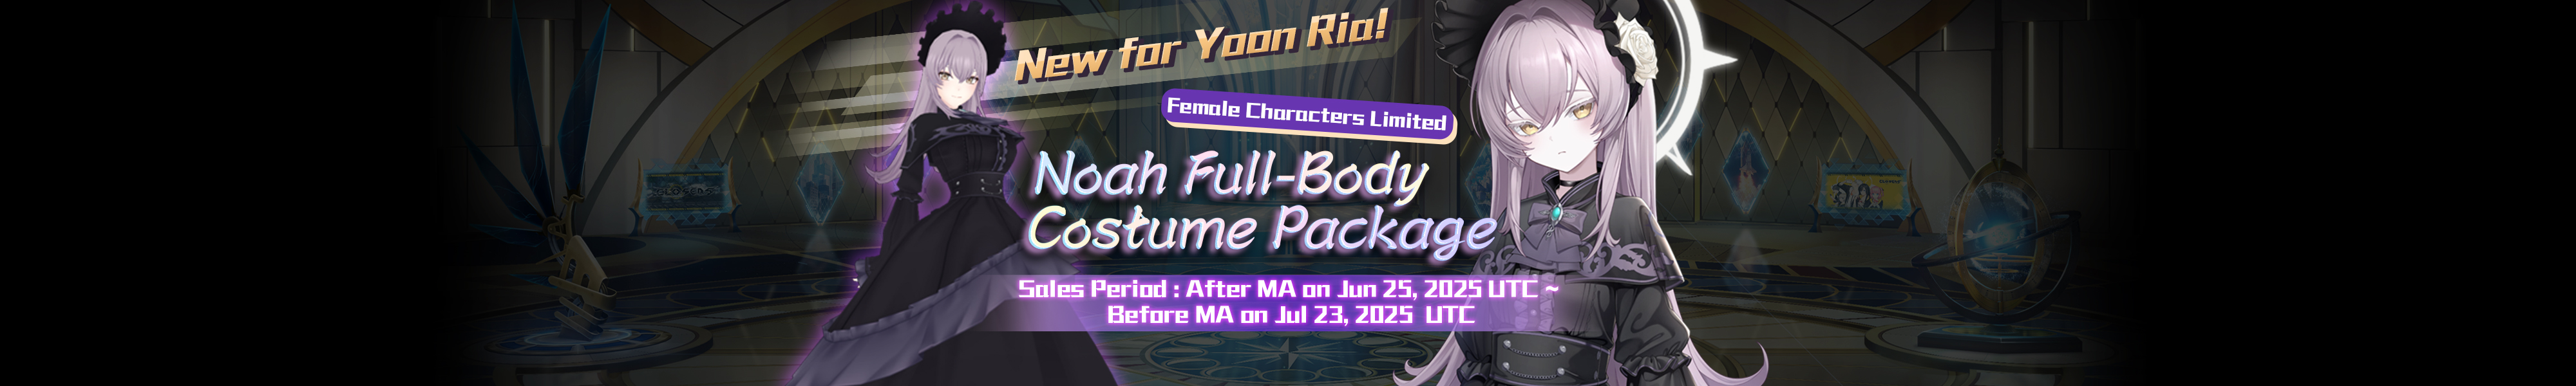 New for Yoon Ria!
Female Characters Limited
Noah Full-Body
Costume Package
Sales Period : After MA on Jun 25, 2025 UTC ~
Before MA on Jul 23, 2025 UTC